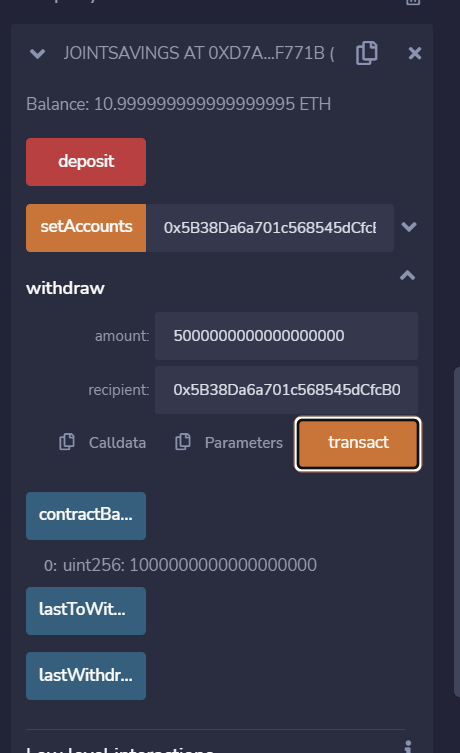 JOINTSAVINGS AT 0XD7A...F771B (
Balance: 10.999999999999999995 ETH
deposit
setAccounts 0x5B38Da6a701c568545dCfcB
withdraw
amount: 5000000000000000000
recipient: 0x5B38Da6a701c568545dCfcB0
Calldata Parameters transact
contractBa...
0: uint256: 1000000000000000000
lastToWit...
lastWithdr...
Low level interactions